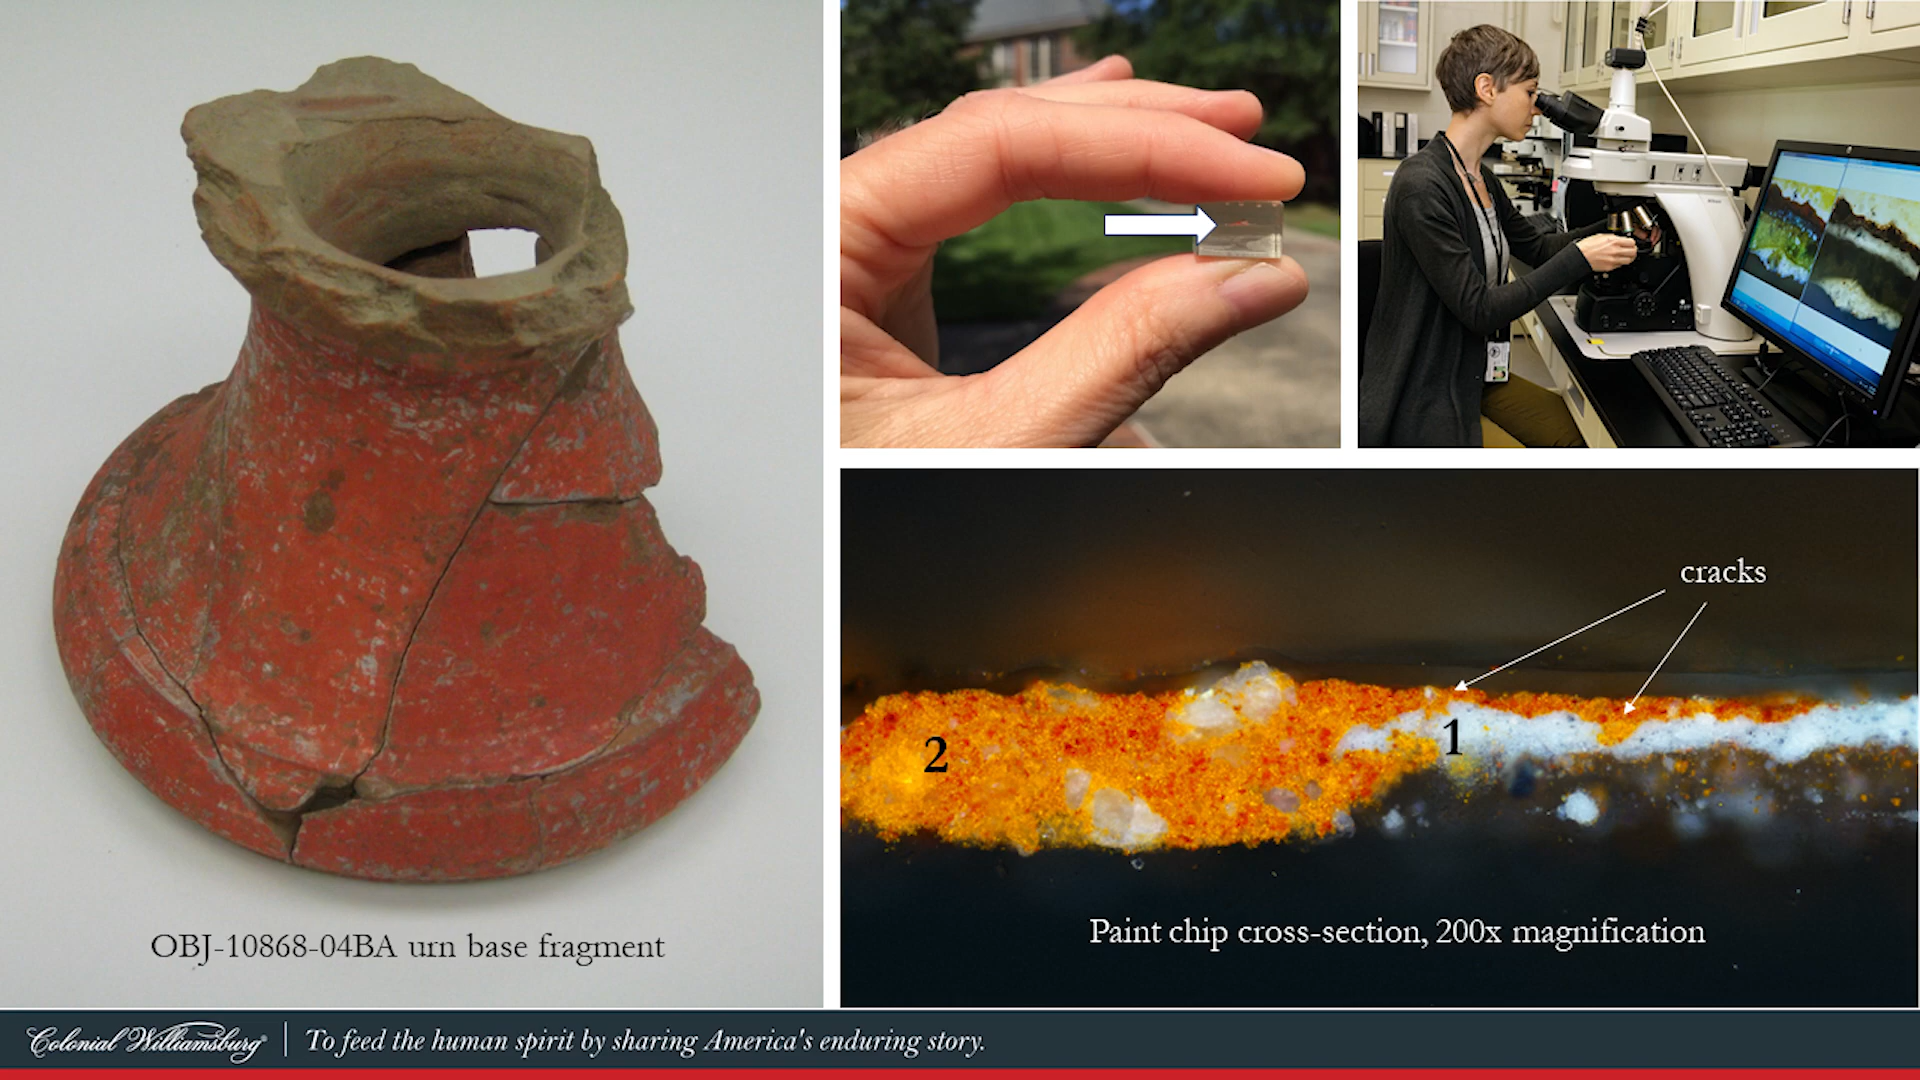 OBJ-10868-04BA urn base fragment
cracks
2
1
Paint chip cross-section, 200x magnification
Colonial Williamsburg® To feed the human spirit by sharing America's enduring story.